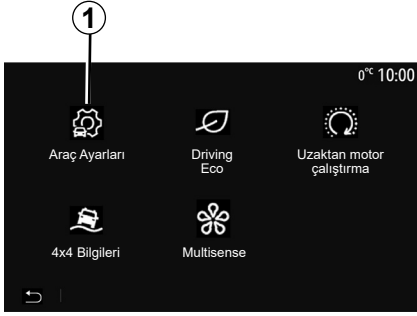 1
0°C 10:00
Araç Ayarları
Driving
Eco
Uzaktan motor
çalıştırma
4x4 Bilgileri
Multisense